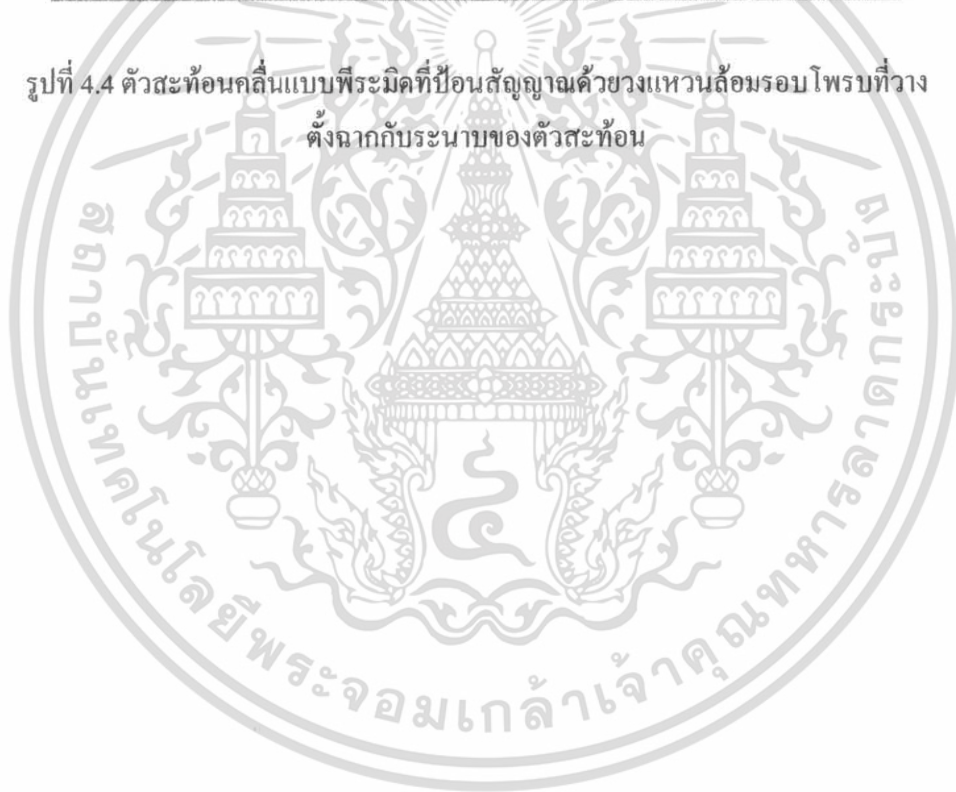 รูปที่ 4.4 ตัวสะท้อนคลื่นแบบพีระมิดที่ป้อนสัญญาณด้วยวงแหวนล้อมรอบโพรบที่วาง
ตั้งฉากกับระนาบของตัวสะท้อน
สถาบันเทคโนโลยีพระจอมเกล้าเจ้าคุณทหารลาดกระบัง